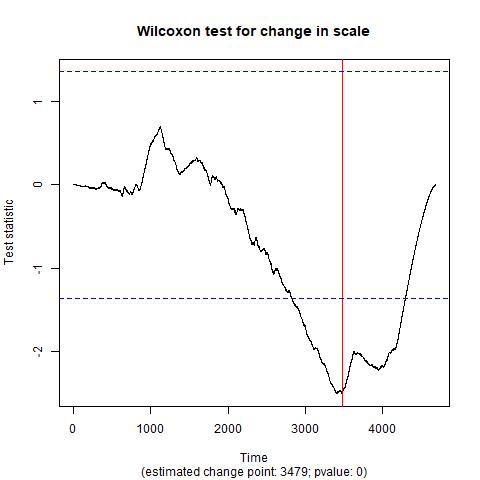 Wilcoxon test for change in scale
Test statistic
1
0
-1
-2
0
1000
2000
3000
4000
Time
(estimated change point: 3479; pvalue: 0)